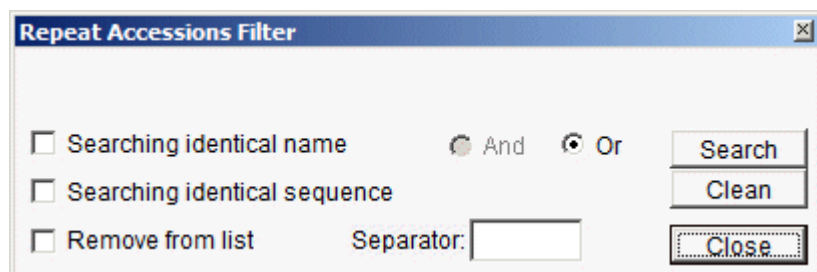 Repeat Accessions Filter
Searching identical name And Or Search
Searching identical sequence Clean
Remove from list Separator: Close